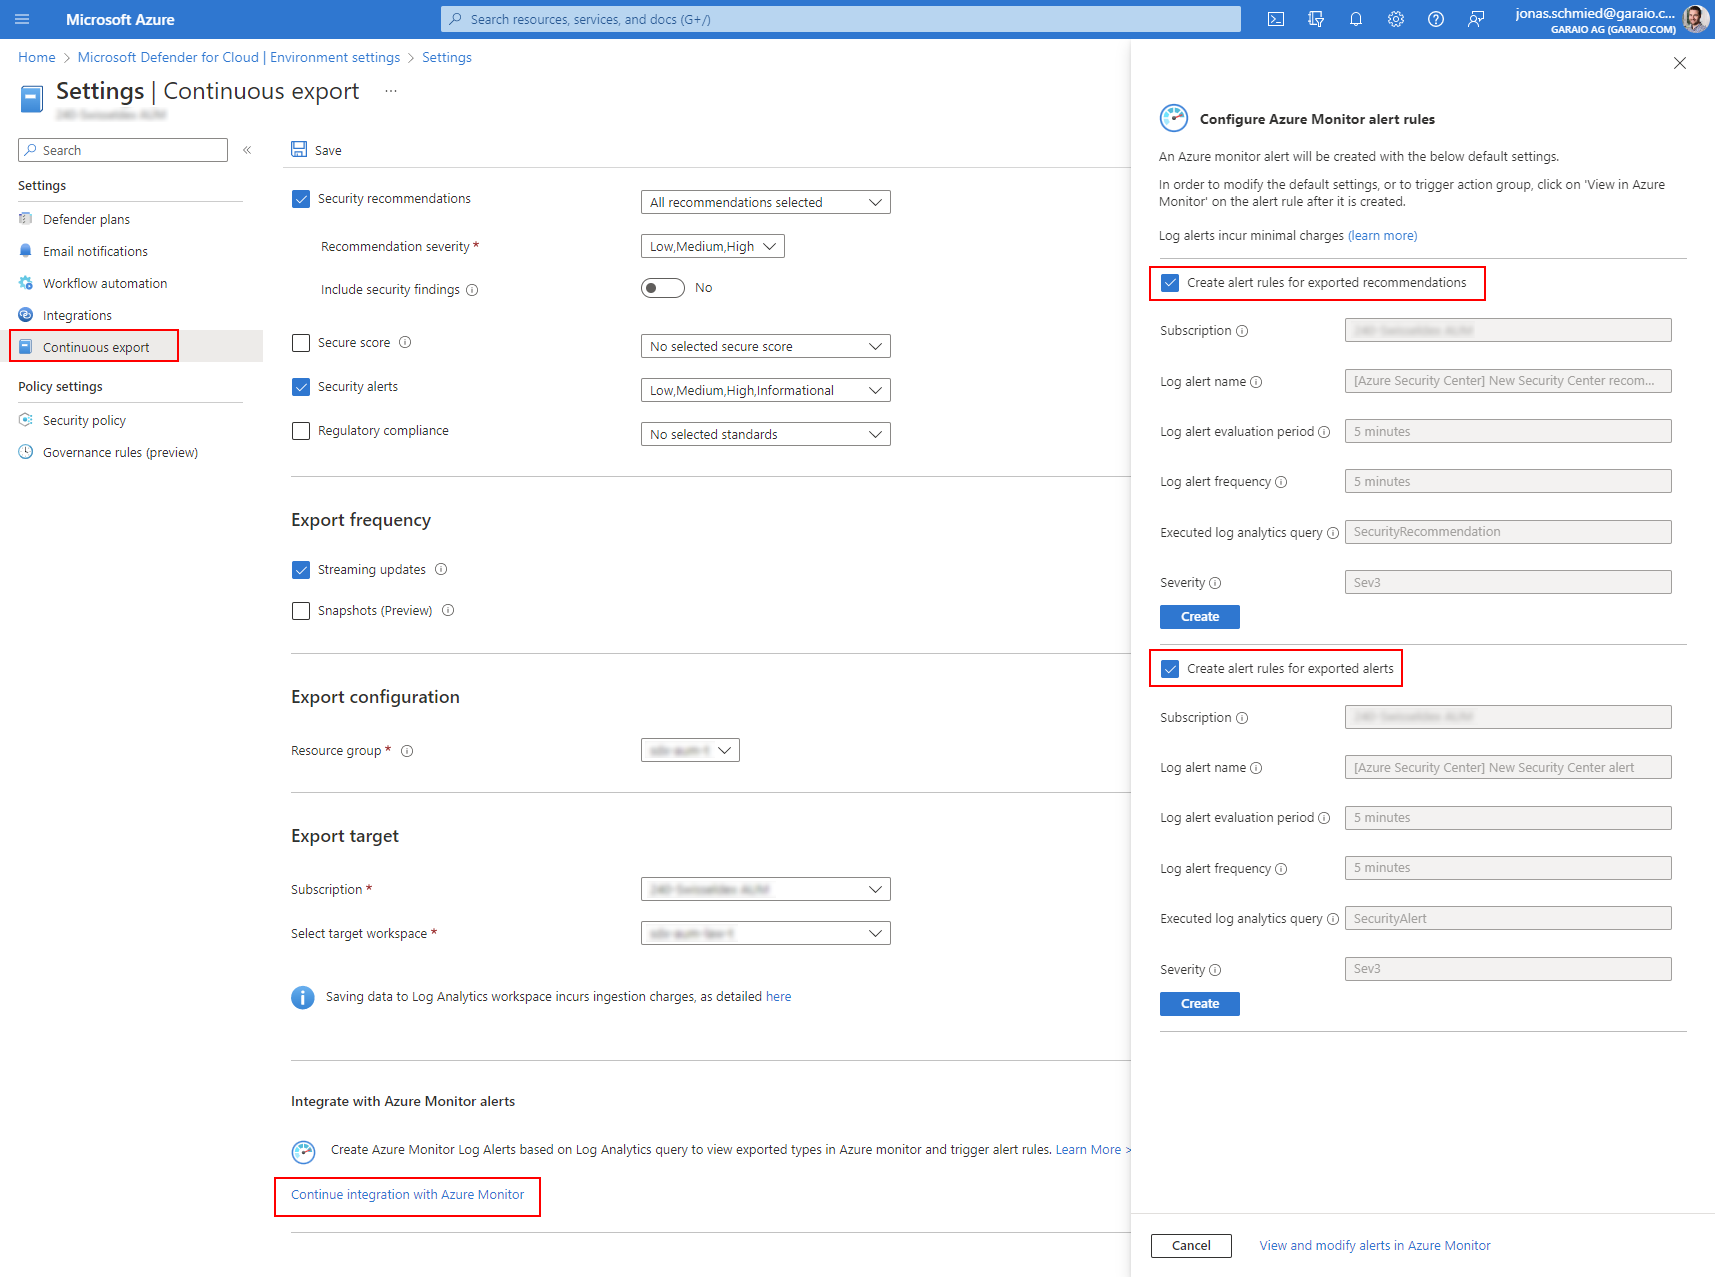 Microsoft Azure
Search resources, services, and docs (G+/)
jonas.schmied@garaio.c...
GARAIO AG (GARAIO.COM)
Home > Microsoft Defender for Cloud | Environment settings > Settings
Settings | Continuous export ...
Search
«
Settings
Defender plans
Email notifications
Workflow automation
Integrations
Continuous export
Policy settings
Security policy
Governance rules (preview)
Save
Security recommendations
All recommendations selected
Recommendation severity *
Low,Medium,High
Include security findings
No
Secure score
No selected secure score
Security alerts
Low,Medium,High,Informational
Regulatory compliance
No selected standards
Export frequency
Streaming updates
Snapshots (Preview)
Export configuration
Resource group *
Export target
Subscription *
Select target workspace *
Saving data to Log Analytics workspace incurs ingestion charges, as detailed here
Integrate with Azure Monitor alerts
Create Azure Monitor Log Alerts based on Log Analytics query to view exported types in Azure monitor and trigger alert rules. Learn More >
Continue integration with Azure Monitor
Configure Azure Monitor alert rules
An Azure monitor alert will be created with the below default settings.
In order to modify the default settings, or to trigger action group, click on 'View in Azure
Monitor' on the alert rule after it is created.
Log alerts incur minimal charges (learn more)
Create alert rules for exported recommendations
Subscription
Log alert name
[Azure Security Center] New Security Center recom...
Log alert evaluation period
5 minutes
Log alert frequency
5 minutes
Executed log analytics query
SecurityRecommendation
Severity
Sev3
Create
Create alert rules for exported alerts
Subscription
Log alert name
[Azure Security Center] New Security Center alert
Log alert evaluation period
5 minutes
Log alert frequency
5 minutes
Executed log analytics query
SecurityAlert
Severity
Sev3
Create
Cancel
View and modify alerts in Azure Monitor